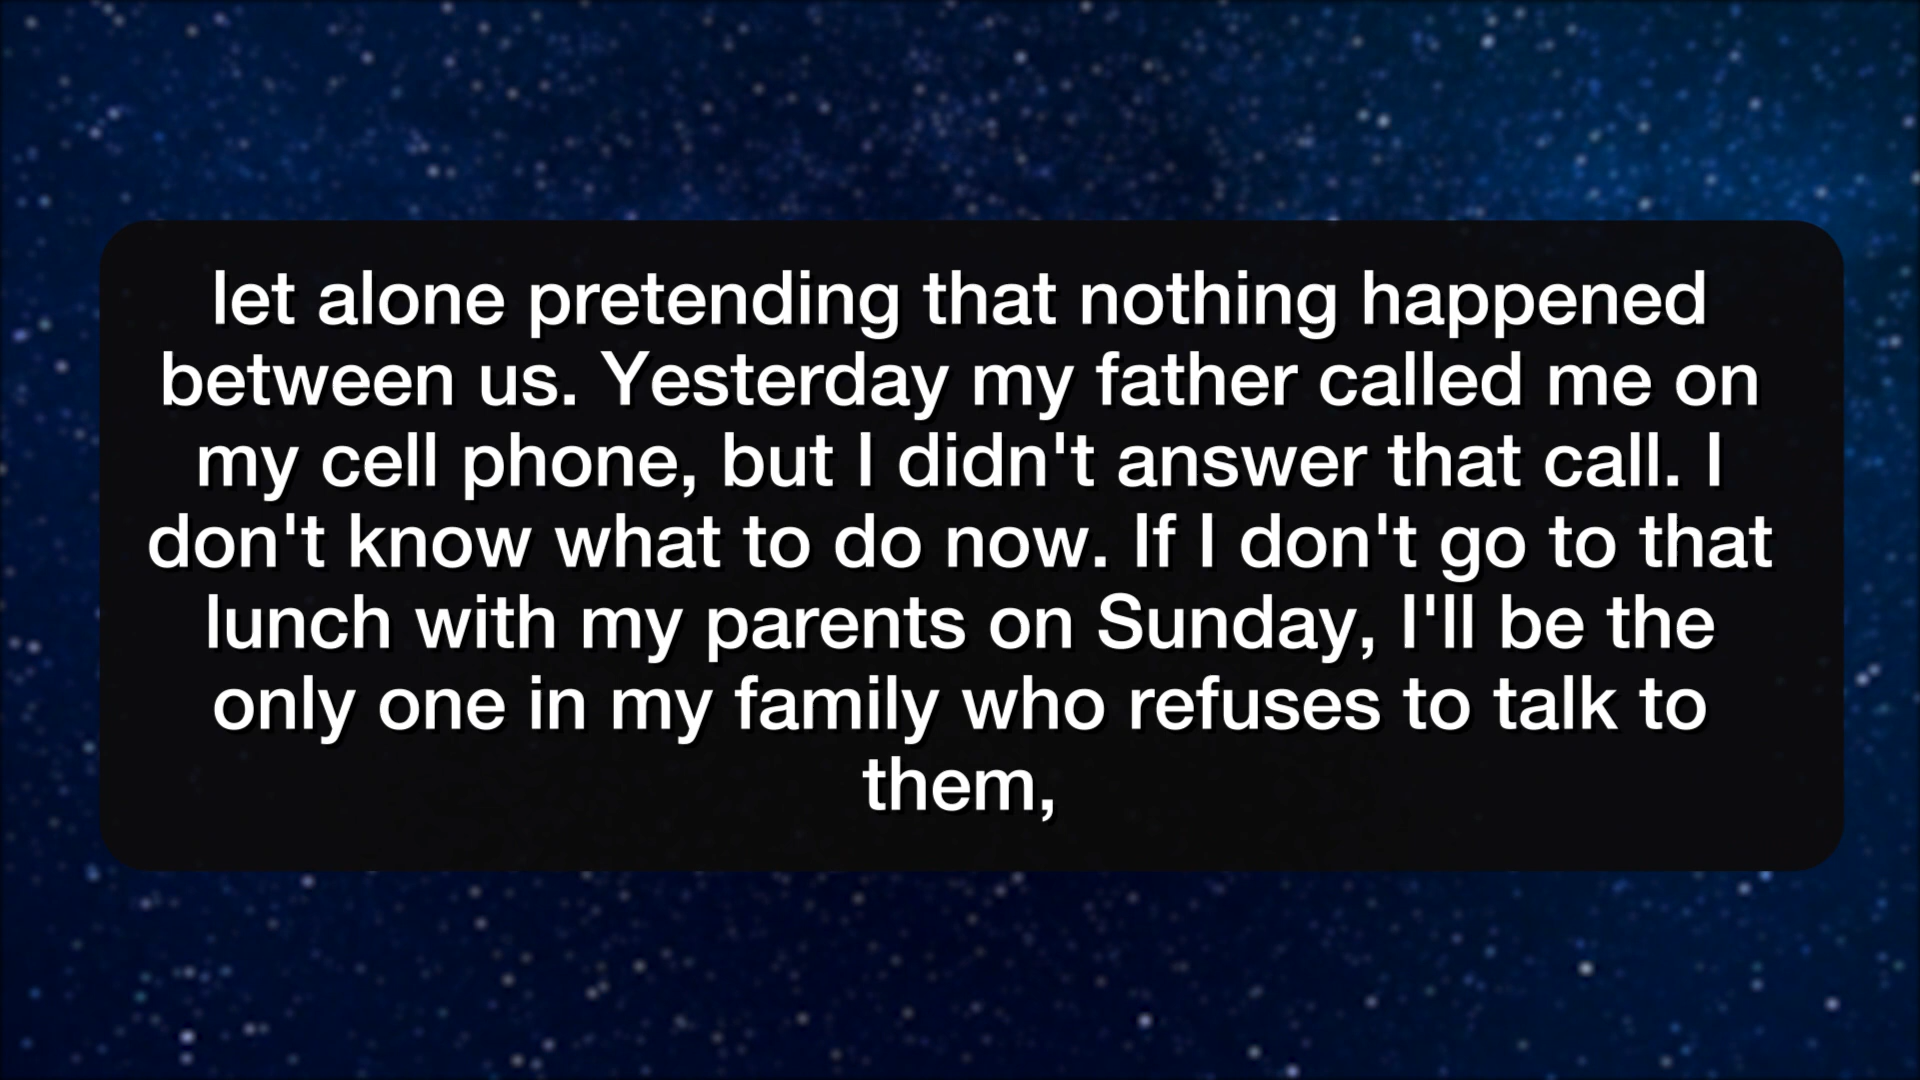 let alone pretending that nothing happened
between us. Yesterday my father called me on
my cell phone, but I didn't answer that call. I
don't know what to do now. If I don't go to that
lunch with my parents on Sunday, I'll be the
only one in my family who refuses to talk to
them,